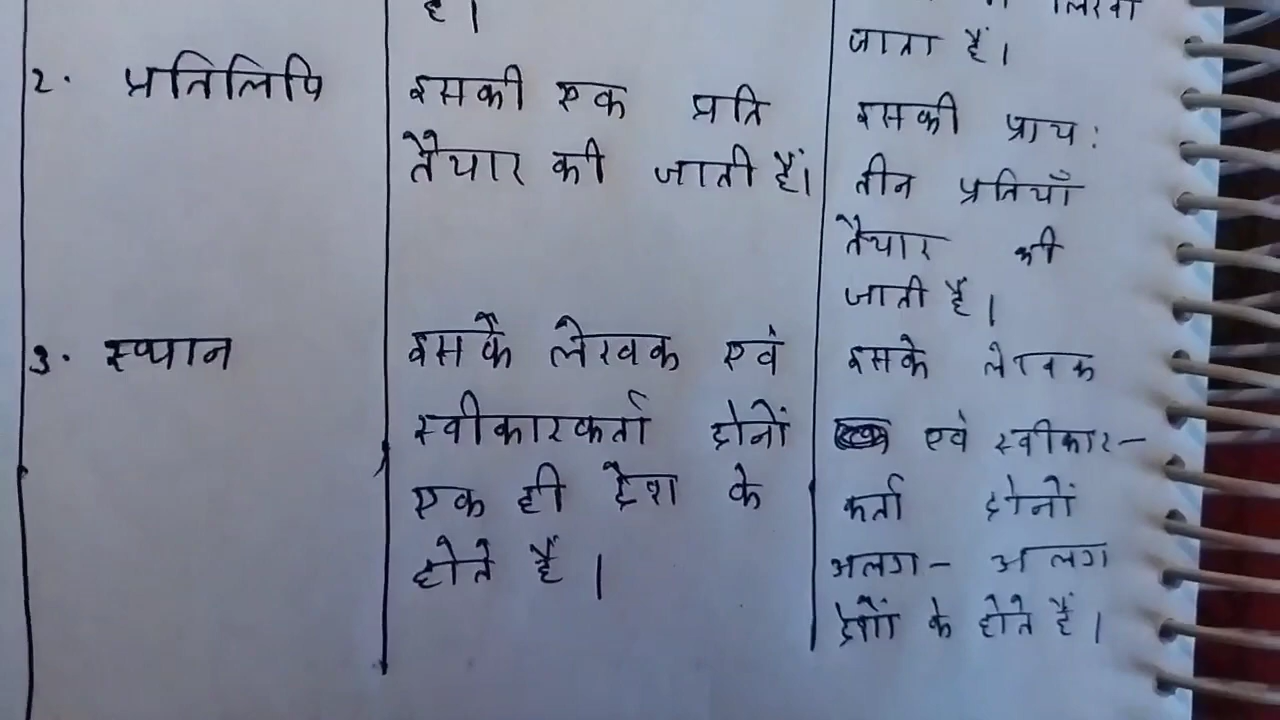 है।
लिखा
जाता हैं।
2. प्रतिलिपि
इसकी एक प्रति
तैयार की जाती हैं।
इसकी प्राय:
तीन प्रतियाँ
तैयार की
जाती हैं।
3. स्थान
इसके लेखक एवं
स्वीकारकर्ता दोनों
एक ही देश के
होते हैं।
इसके लेखक
एवं स्वीकार-
कर्ता दोनों
अलग- अलग
देशों के होते हैं।